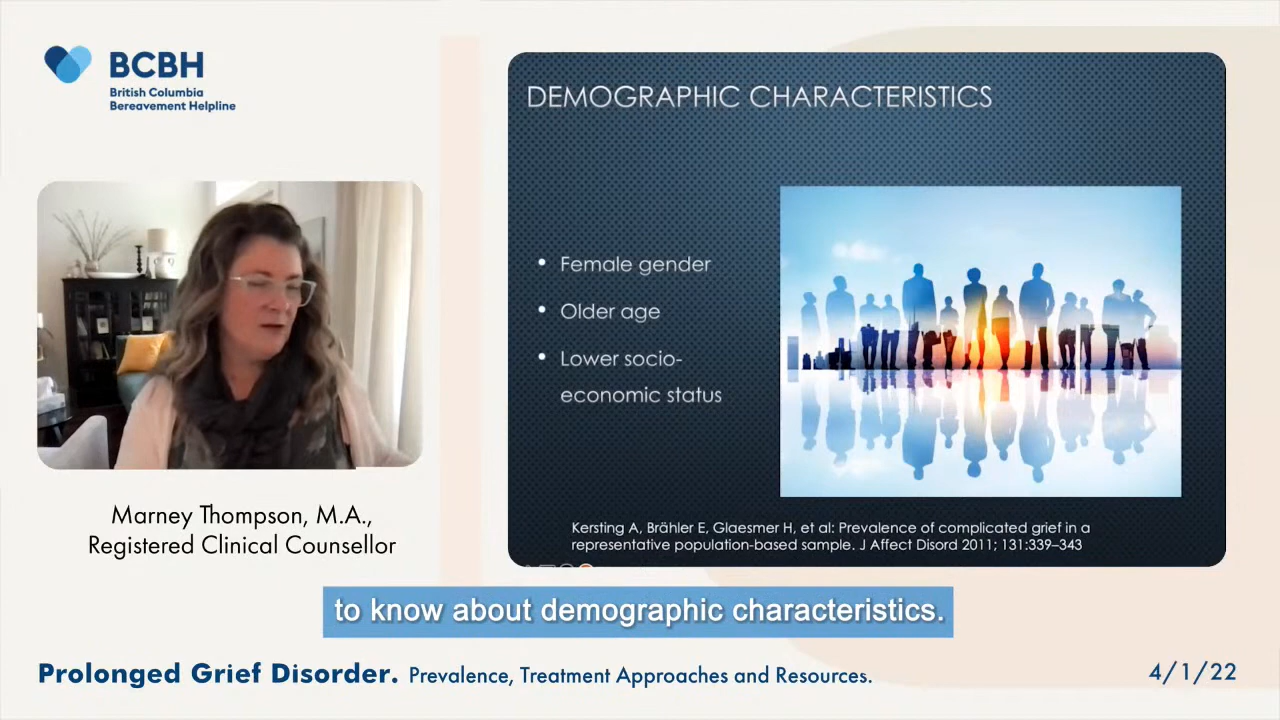 BCBH
British Columbia
Bereavement Helpline
DEMOGRAPHIC CHARACTERISTICS
• Female gender
• Older age
• Lower socio-
economic status
Kersting A, Brähler E, Glaesmer H, et al: Prevalence of complicated grief in a
representative population-based sample. J Affect Disord 2011; 131:339–343
Marney Thompson, M.A.,
Registered Clinical Counsellor
to know about demographic characteristics.
Prolonged Grief Disorder. Prevalence, Treatment Approaches and Resources.
4/1/22